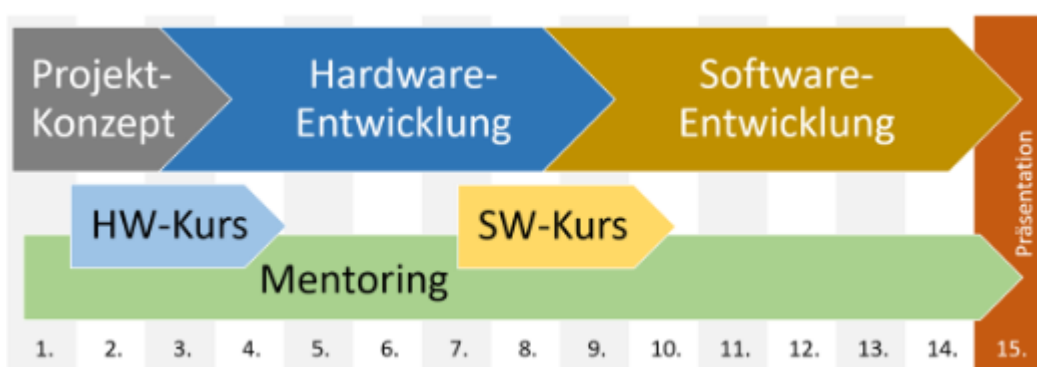 Projekt-
Konzept
Hardware-
Entwicklung
Software-
Entwicklung
Präsentation
HW-Kurs
SW-Kurs
Mentoring
1. 2. 3. 4. 5. 6. 7. 8. 9. 10. 11. 12. 13. 14. 15.